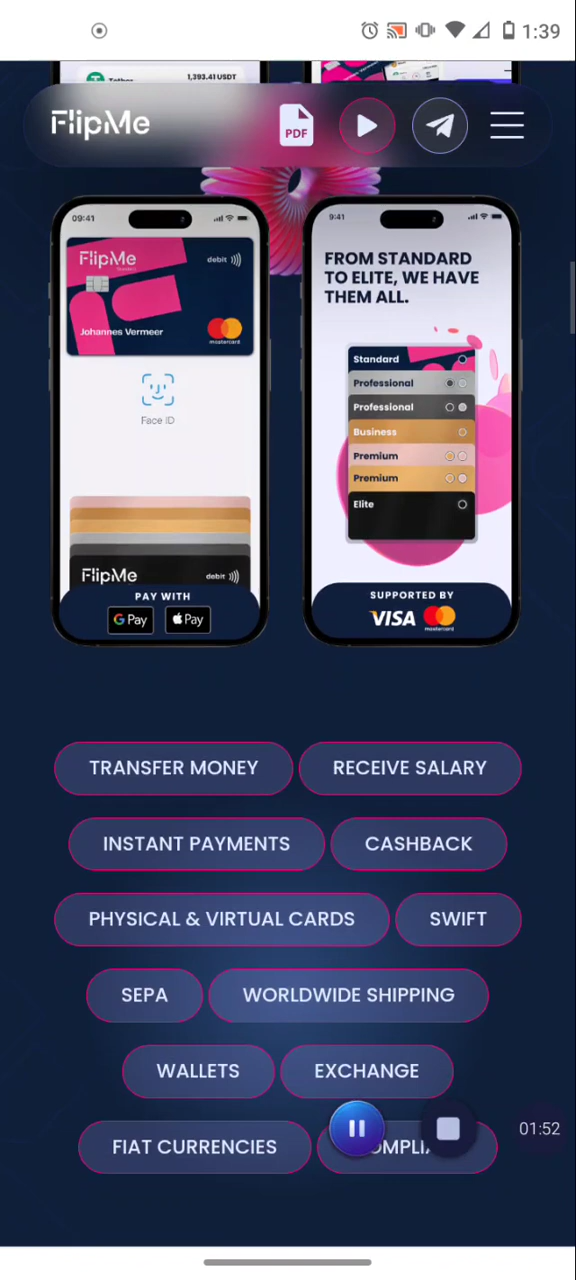 1:39
Tether
1,393.41 USDT
FlipMe
PDF
09:41
FlipMe
debit
Johannes Vermeer
mastercard
Face ID
FlipMe
debit
PAY WITH
G Pay
Pay
9:41
FROM STANDARD
TO ELITE, WE HAVE
THEM ALL.
Standard
Professional
Professional
Business
Premium
Premium
Elite
SUPPORTED BY
VISA
mastercard
TRANSFER MONEY
RECEIVE SALARY
INSTANT PAYMENTS
CASHBACK
PHYSICAL & VIRTUAL CARDS
SWIFT
SEPA
WORLDWIDE SHIPPING
WALLETS
EXCHANGE
01:52
FIAT CURRENCIES